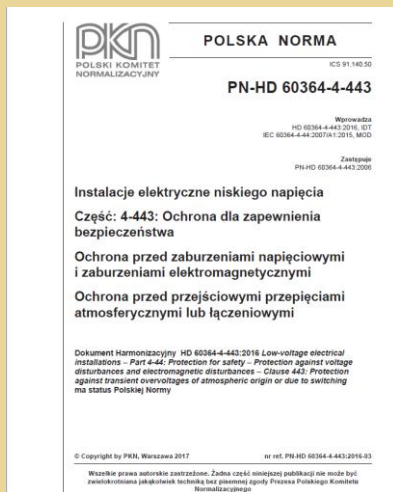 PKN
POLSKI KOMITET
NORMALIZACYJNY
POLSKA NORMA
ICS 91.140.50
PN-HD 60364-4-443
Wprowadza
HD 60364-4-443:2016, IDT
IEC 60364-4-44:2007/A1:2015, MOD
Zastępuje
PN-HD 60364-4-443:2006
Instalacje elektryczne niskiego napięcia
Część: 4-443: Ochrona dla zapewnienia
bezpieczeństwa
Ochrona przed zaburzeniami napięciowymi
i zaburzeniami elektromagnetycznymi
Ochrona przed przejściowymi przepięciami
atmosferycznymi lub łączeniowymi
Dokument Harmonizacyjny HD 60364-4-443:2016 Low-voltage electrical
installations – Part 4-44: Protection for safety – Protection against voltage
disturbances and electromagnetic disturbances – Clause 443: Protection
against transient overvoltages of atmospheric origin or due to switching
ma status Polskiej Normy
© Copyright by PKN, Warszawa 2017
nr ref. PN-HD 60364-4-443:2016-03
Wszelkie prawa autorskie zastrzeżone. Żadna część niniejszej publikacji nie może być
zwielokrotniana jakąkolwiek techniką bez pisemnej zgody Prezesa Polskiego Komitetu
Normalizacyjnego